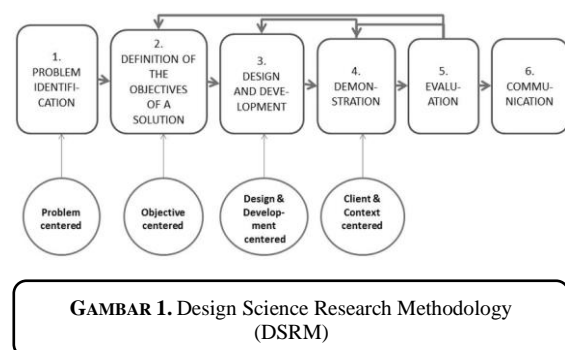 1.
PROBLEM
IDENTIFI-
CATION
2.
DEFINITION OF
THE
OBJECTIVES
OF A
SOLUTION
3.
DESIGN
AND DEVE-
LOPMENT
4.
DEMON-
STRATION
5.
EVALU-
ATION
6.
COMMU-
NICATION
Problem
centered
Objective
centered
Design &
Develop-
ment
centered
Client &
Context
centered
GAMBAR 1. Design Science Research Methodology
(DSRM)